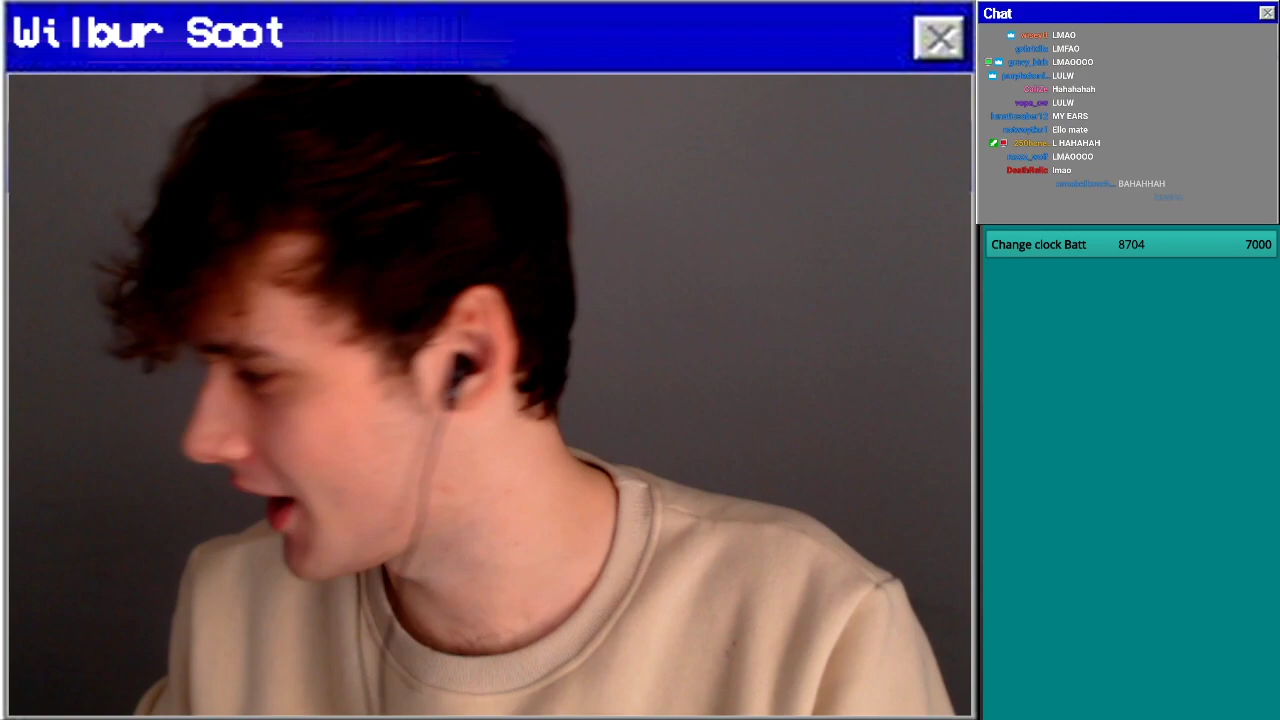 Wilbur Soot
Chat
LMAO
LMFAO
LMAOOOO
LULW
Hahahahah
LULW
MY EARS
Ello mate
L HAHAHAH
LMAOOOO
DeathRelic lmao
BAHAHHAH
Change clock Batt 8704 7000